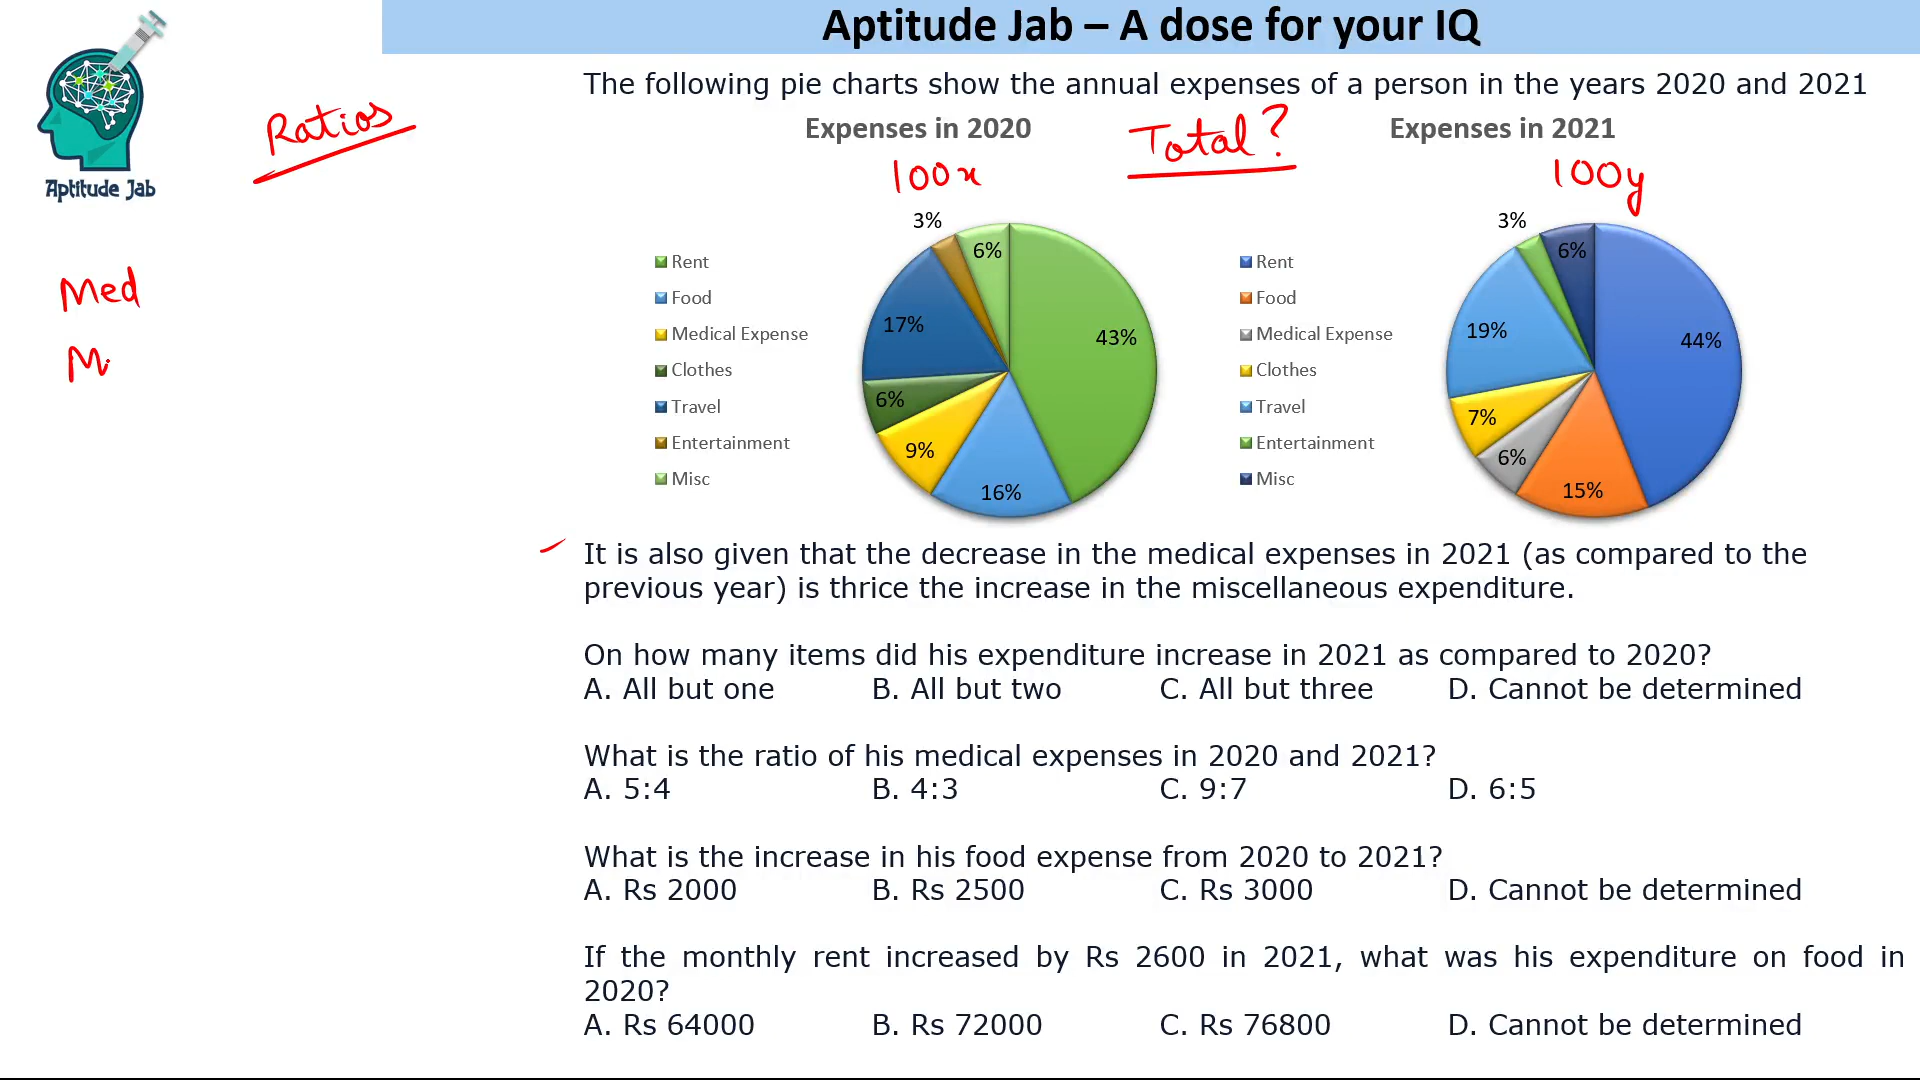 Aptitude Jab – A dose for your IQ
Aptitude Jab
Ratios
Med
Mi
The following pie charts show the annual expenses of a person in the years 2020 and 2021
Expenses in 2020
Total?
Expenses in 2021
100x
100y
Rent
Food
Medical Expense
Clothes
Travel
Entertainment
Misc
3%
6%
43%
17%
6%
9%
16%
Rent
Food
Medical Expense
Clothes
Travel
Entertainment
Misc
3%
6%
44%
19%
7%
6%
15%
It is also given that the decrease in the medical expenses in 2021 (as compared to the
previous year) is thrice the increase in the miscellaneous expenditure.
On how many items did his expenditure increase in 2021 as compared to 2020?
A. All but one B. All but two C. All but three D. Cannot be determined
What is the ratio of his medical expenses in 2020 and 2021?
A. 5:4 B. 4:3 C. 9:7 D. 6:5
What is the increase in his food expense from 2020 to 2021?
A. Rs 2000 B. Rs 2500 C. Rs 3000 D. Cannot be determined
If the monthly rent increased by Rs 2600 in 2021, what was his expenditure on food in
2020?
A. Rs 64000 B. Rs 72000 C. Rs 76800 D. Cannot be determined